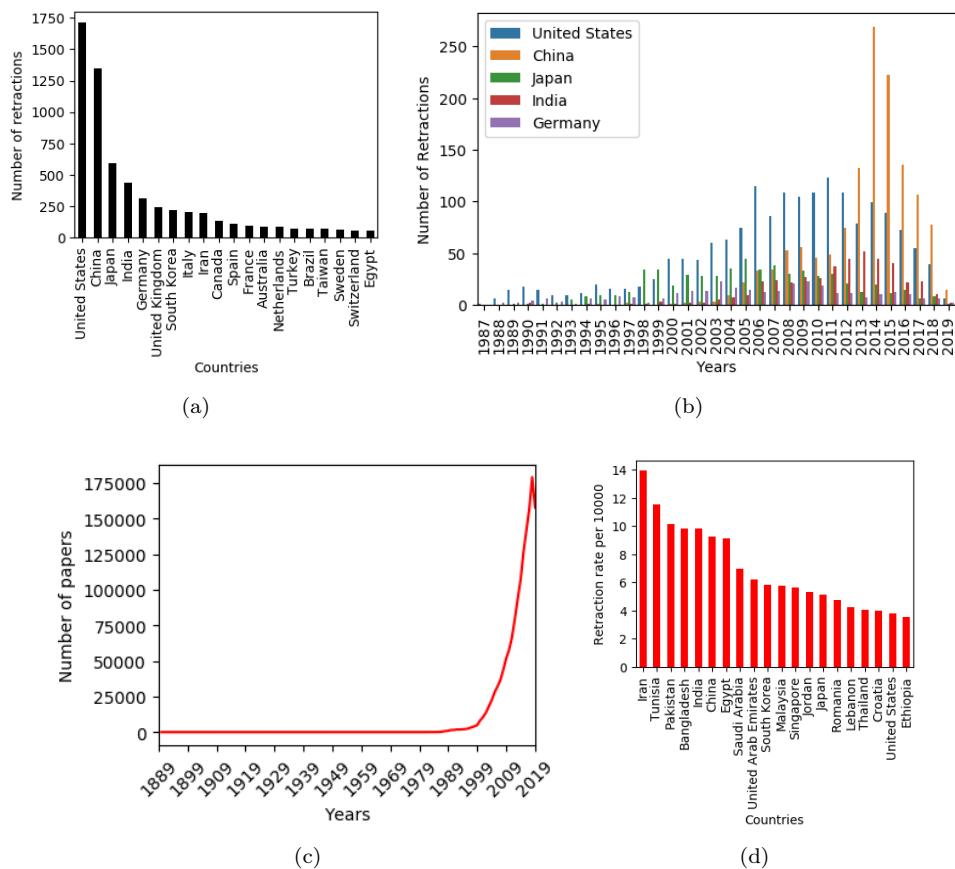 1750
1500
1250
1000
750
500
250
0
Number of retractions
United States
China
Japan
India
Germany
United Kingdom
South Korea
Italy
Iran
Canada
Spain
France
Australia
Netherlands
Turkey
Brazil
Taiwan
Sweden
Switzerland
Egypt
Countries
(a)
United States
China
Japan
India
Germany
250
200
150
100
50
0
Number of Retractions
1987
1988
1989
1990
1991
1992
1993
1994
1995
1996
1997
1998
1999
2000
2001
2002
2003
2004
2005
2006
2007
2008
2009
2010
2011
2012
2013
2014
2015
2016
2017
2018
2019
Years
(b)
175000
150000
125000
100000
75000
50000
25000
0
Number of papers
1889
1899
1909
1919
1929
1939
1949
1959
1969
1979
1989
1999
2009
2019
Years
(c)
14
12
10
8
6
4
2
0
Retraction rate per 10000
Iran
Tunisia
Pakistan
Bangladesh
India
China
Egypt
Saudi Arabia
United Arab Emirates
South Korea
Malaysia
Singapore
Jordan
Japan
Romania
Lebanon
Thailand
Croatia
United States
Ethiopia
Countries
(d)